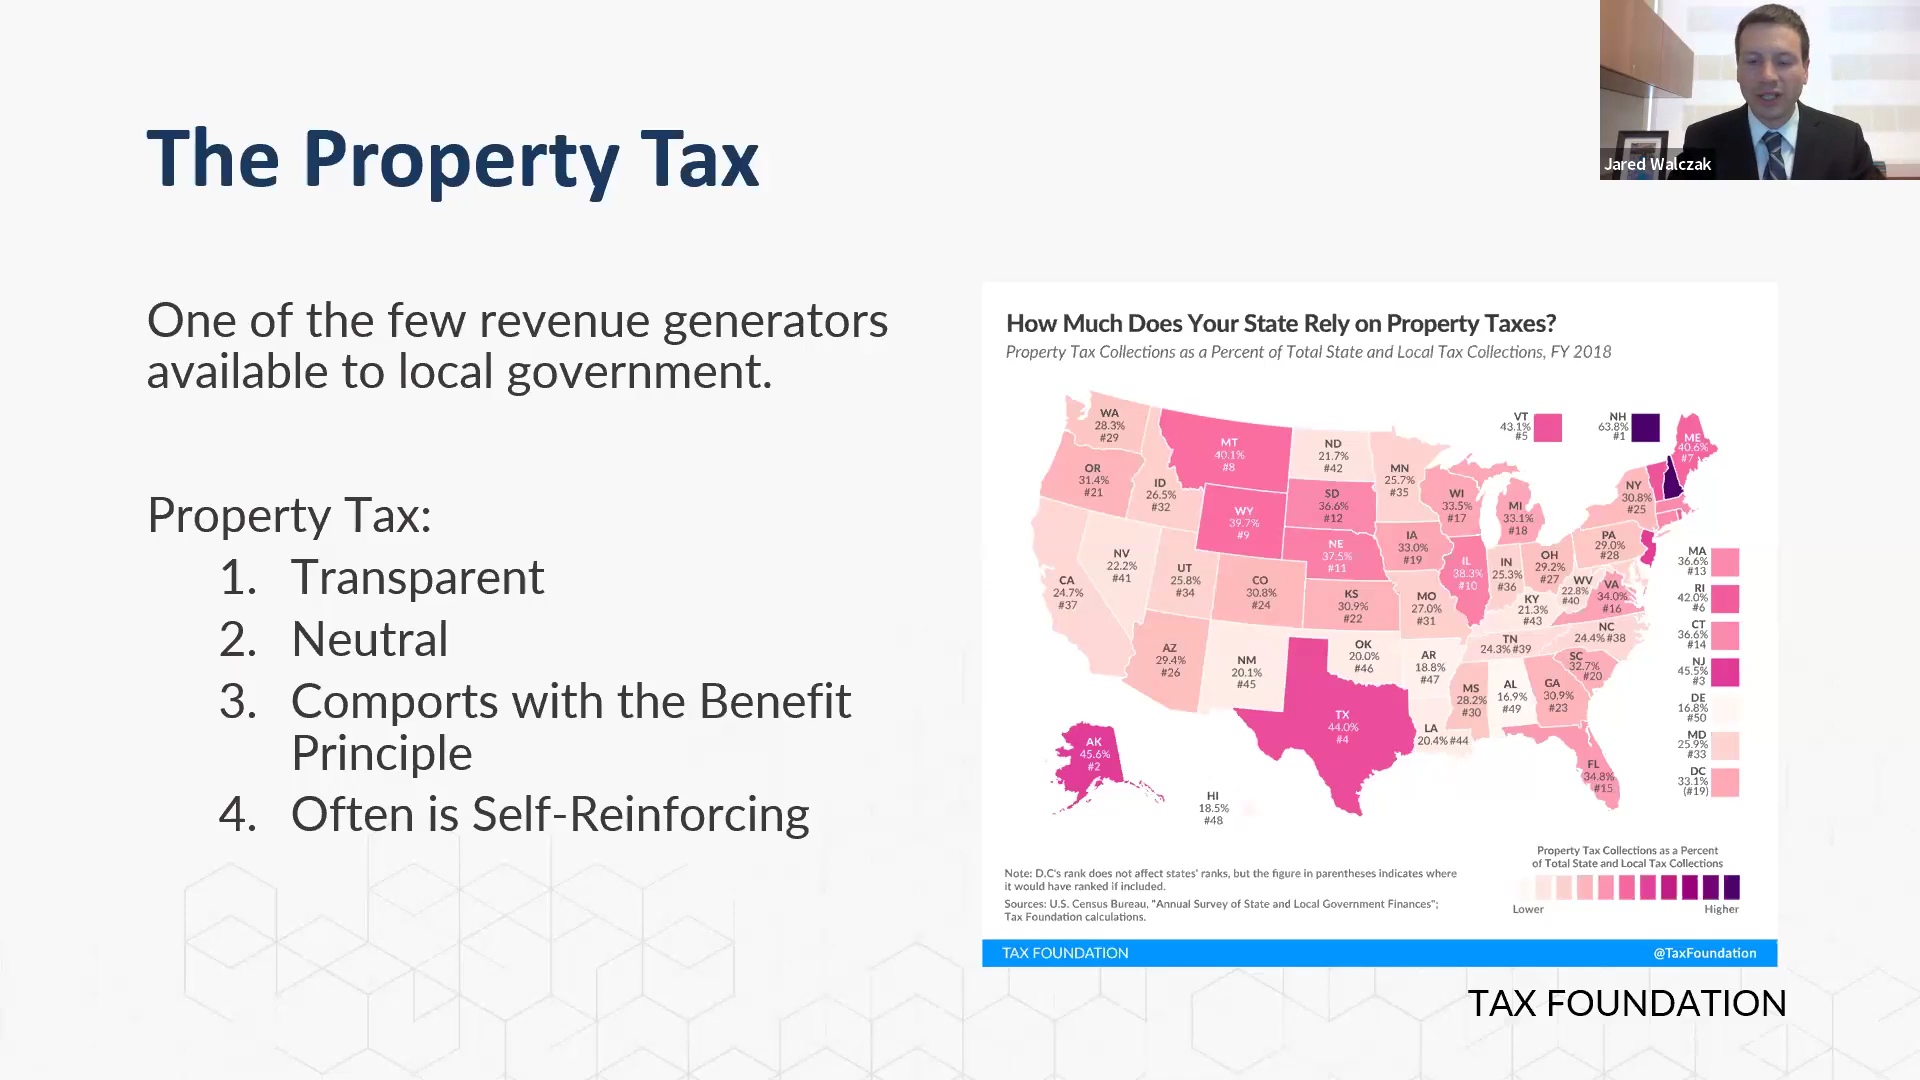 The Property Tax
Jared Walczak
One of the few revenue generators
available to local government.
Property Tax:
1. Transparent
2. Neutral
3. Comports with the Benefit
Principle
4. Often is Self-Reinforcing
How Much Does Your State Rely on Property Taxes?
Property Tax Collections as a Percent of Total State and Local Tax Collections, FY 2018
WA
28.3%
#29
OR
31.4%
#21
ID
26.5%
#32
MT
40.1%
#8
WY
39.7%
#9
ND
21.7%
#42
SD
36.6%
#12
NE
37.5%
#11
MN
25.7%
#35
WI
33.5%
#17
MI
33.1%
#18
IA
33.0%
#19
IL
38.3%
#10
IN
25.3%
#36
OH
29.2%
#27
PA
29.0%
#28
NY
30.8%
#25
VT
43.1%
#5
NH
63.8%
#1
ME
40.6%
#7
CA
24.7%
#37
NV
22.2%
#41
UT
25.8%
#34
CO
30.8%
#24
KS
30.9%
#22
MO
27.0%
#31
KY
21.3%
#43
WV
22.8%
#40
VA
34.0%
#16
NC
24.4% #38
TN
24.3% #39
SC
32.7%
#20
AZ
29.4%
#26
NM
20.1%
#45
OK
20.0%
#46
AR
18.8%
#47
TX
44.0%
#4
LA
20.4% #44
MS
28.2%
#30
AL
16.9%
#49
GA
30.9%
#23
FL
34.8%
#15
AK
45.6%
#2
HI
18.5%
#48
MA
36.6%
#13
RI
42.0%
#6
CT
36.6%
#14
NJ
45.5%
#3
DE
16.8%
#50
MD
25.9%
#33
DC
33.1%
(#19)
Property Tax Collections as a Percent
of Total State and Local Tax Collections
Lower
Higher
Note: D.C's rank does not affect states' ranks, but the figure in parentheses indicates where
it would have ranked if included.
Sources: U.S. Census Bureau, "Annual Survey of State and Local Government Finances";
Tax Foundation calculations.
TAX FOUNDATION
@TaxFoundation
TAX FOUNDATION